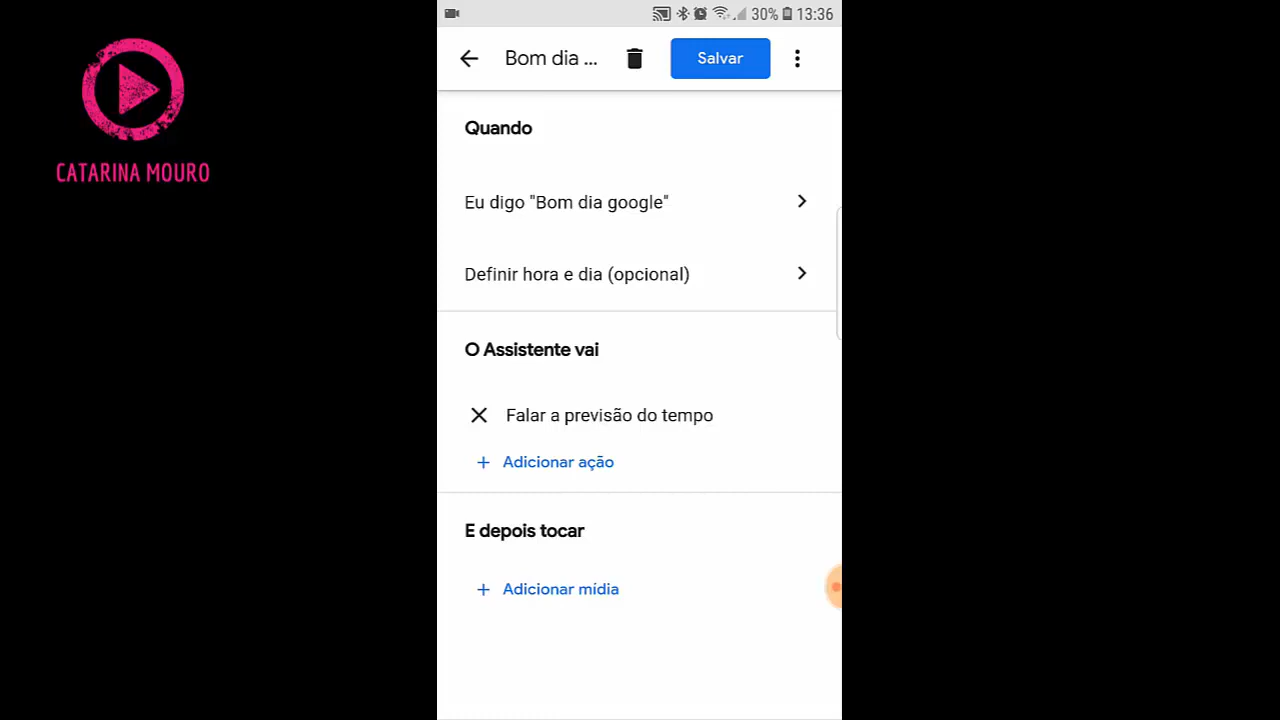 CATARINA MOURO
30% 13:36
Bom dia ... Salvar
Quando
Eu digo "Bom dia google"
Definir hora e dia (opcional)
O Assistente vai
Falar a previsão do tempo
+ Adicionar ação
E depois tocar
+ Adicionar mídia